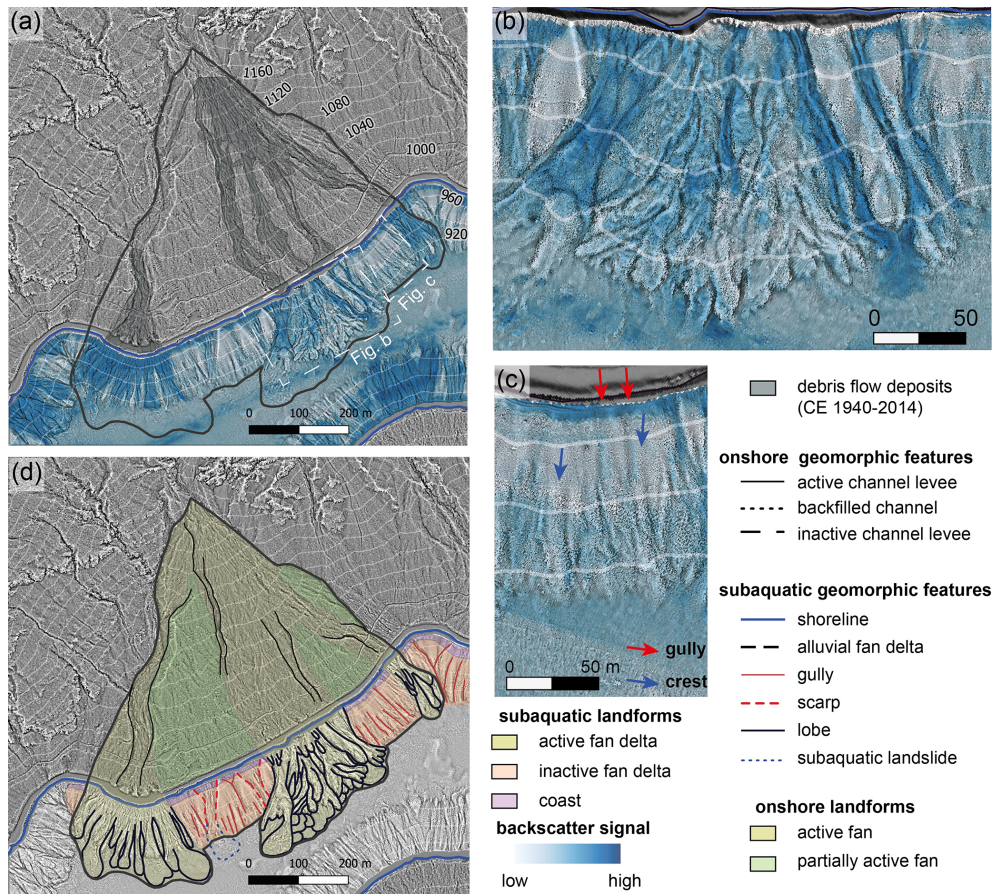 (a)
1160
1120
1080
1040
1000
960
920
Fig. c
Fig. b
0 100 200 m
(b)
0 50
(c)
gully
0 50 m
crest
debris flow deposits
(CE 1940-2014)
onshore geomorphic features
active channel levee
backfilled channel
inactive channel levee
subaquatic geomorphic features
shoreline
alluvial fan delta
gully
scarp
lobe
subaquatic landslide
onshore landforms
active fan
partially active fan
(d)
0 100 200 m
subaquatic landforms
active fan delta
inactive fan delta
coast
backscatter signal
low high